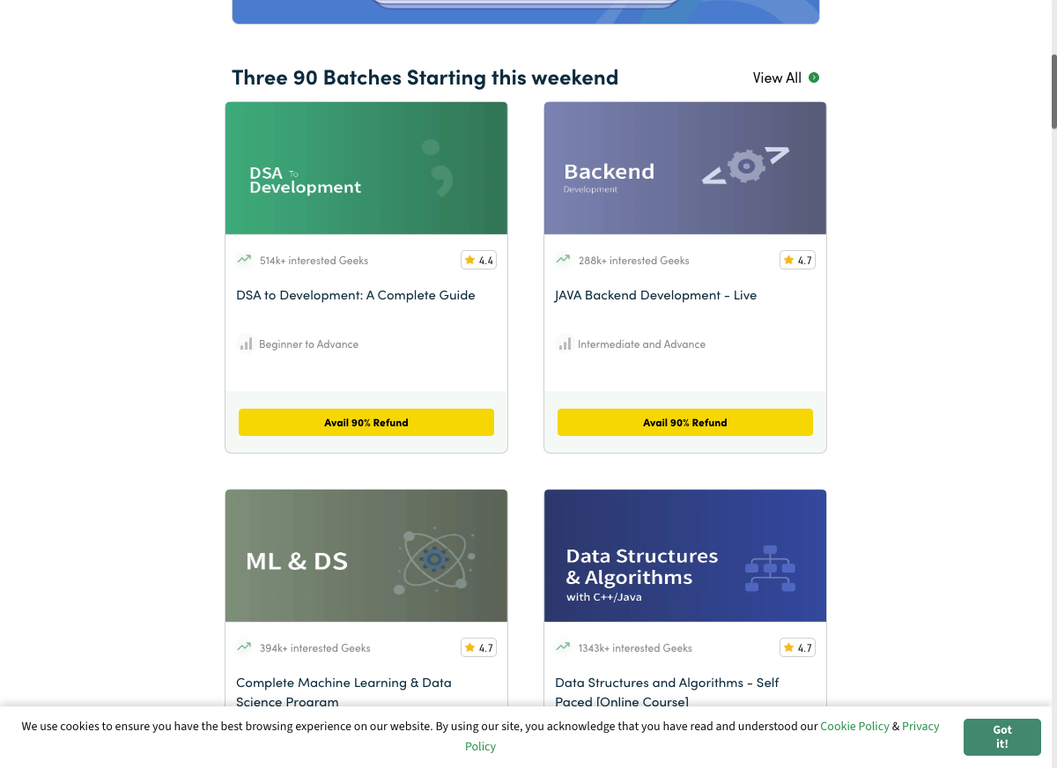 Three 90 Batches Starting this weekend
View All
DSA To
Development
514k+ interested Geeks
4.4
DSA to Development: A Complete Guide
Beginner to Advance
Avail 90% Refund
Backend
Development
288k+ interested Geeks
4.7
JAVA Backend Development - Live
Intermediate and Advance
Avail 90% Refund
ML & DS
394k+ interested Geeks
4.7
Complete Machine Learning & Data
Science Program
Data Structures
& Algorithms
with C++/Java
1343k+ interested Geeks
4.7
Data Structures and Algorithms - Self
Paced [Online Course]
We use cookies to ensure you have the best browsing experience on our website. By using our site, you acknowledge that you have read and understood our Cookie Policy & Privacy
Policy
Got
it!